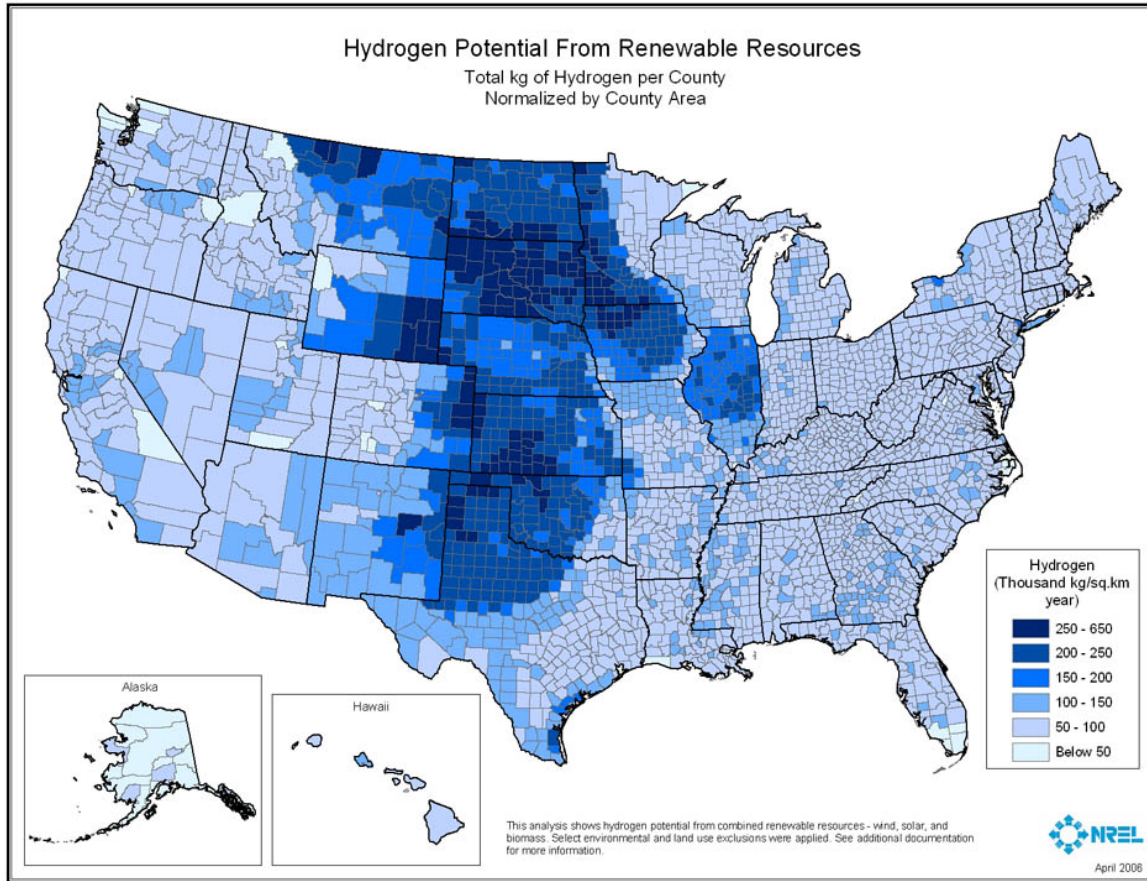 Hydrogen Potential From Renewable Resources
Total kg of Hydrogen per County
Normalized by County Area
Hydrogen
(Thousand kg/sq.km
year)
250 - 650
200 - 250
150 - 200
100 - 150
50 - 100
Below 50
Alaska
Hawaii
This analysis shows hydrogen potential from combined renewable resources - wind, solar, and
biomass. Select environmental and land use exclusions were applied. See additional documentation
for more information.
NREL
April 2006